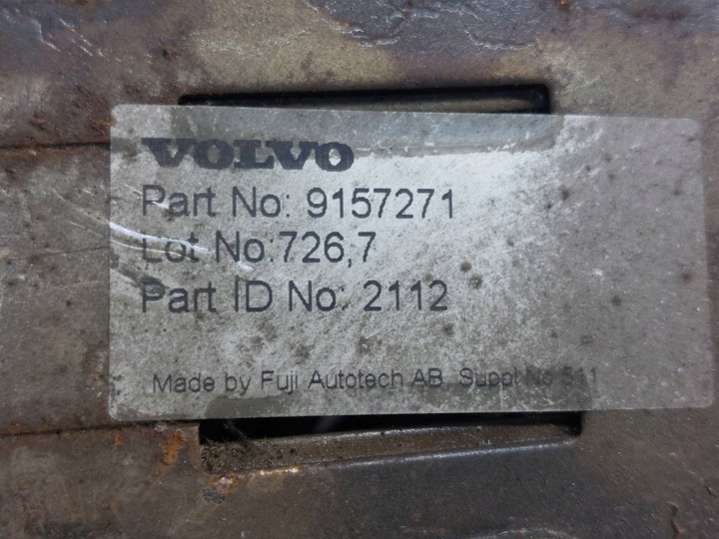 VOLVO
Part No: 9157271
Lot No:726,7
Part ID No: 2112
Made by Fuji Autotech AB, Suppl No 511